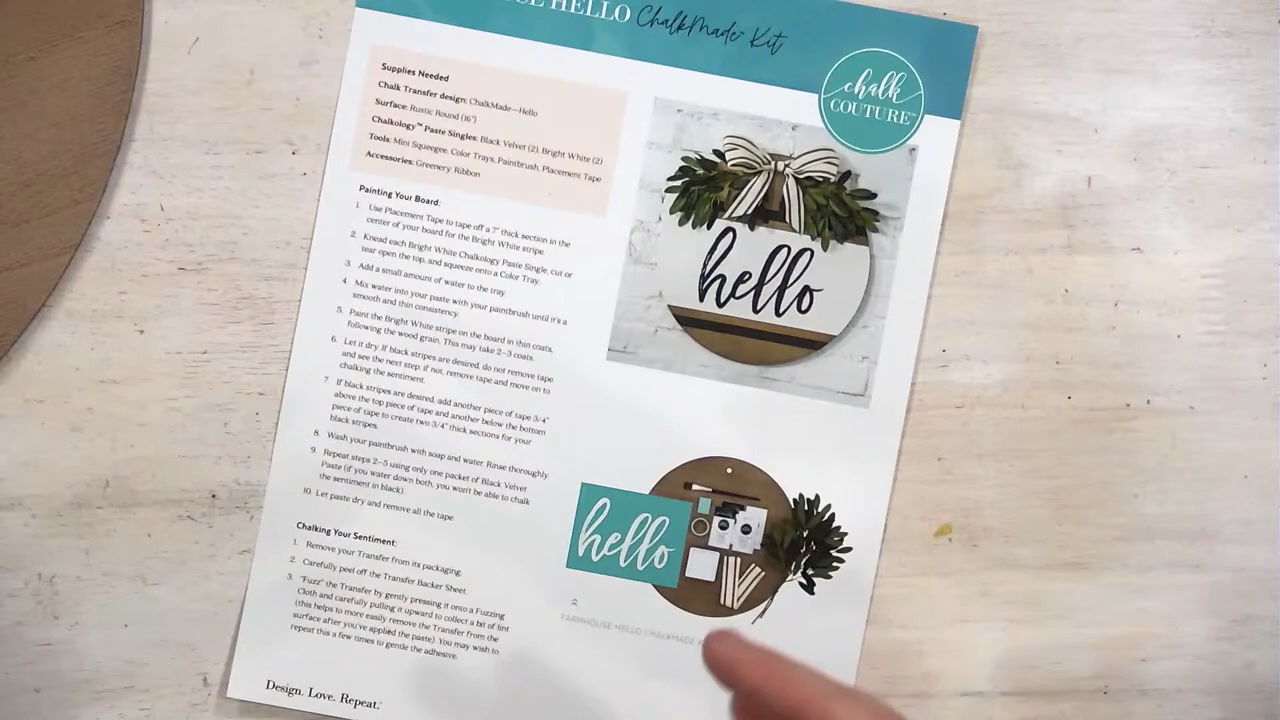 HELLO ChalkMade™ Kit
chalk
COUTURE™
Supplies Needed
Chalk Transfer design: ChalkMade—Hello
Surface: Rustic Round (16")
Chalkology™ Paste Singles: Black Velvet (2), Bright White (2)
Tools: Mini Squeegee, Color Trays, Paintbrush, Placement Tape
Accessories: Greenery, Ribbon
Painting Your Board:
1. Use Placement Tape to tape off a 7" thick section in the
center of your board for the Bright White stripe.
2. Knead each Bright White Chalkology Paste Single, cut or
tear open the top, and squeeze onto a Color Tray.
3. Add a small amount of water to the tray.
4. Mix water into your paste with your paintbrush until it's a
smooth and thin consistency.
5. Paint the Bright White stripe on the board in thin coats,
following the wood grain. This may take 2–3 coats.
6. Let it dry. If black stripes are desired, do not remove tape
and see the next step; if not, remove tape and move on to
chalking the sentiment.
7. If black stripes are desired, add another piece of tape 3/4"
above the top piece of tape and another below the bottom
piece of tape to create two 3/4" thick sections for your
black stripes.
8. Wash your paintbrush with soap and water. Rinse thoroughly.
9. Repeat steps 2–5 using only one packet of Black Velvet
Paste (if you water down both, you won't be able to chalk
the sentiment in black).
10. Let paste dry and remove all the tape.
Chalking Your Sentiment:
1. Remove your Transfer from its packaging.
2. Carefully peel off the Transfer Backer Sheet.
3. "Fuzz" the Transfer by gently pressing it onto a Fuzzing
Cloth and carefully pulling it upward to collect a bit of lint
(this helps to more easily remove the Transfer from the
surface after you've applied the paste). You may wish to
repeat this a few times to gentle the adhesive.
hello
hello
FARMHOUSE HELLO CHALKMADE
Design. Love. Repeat.